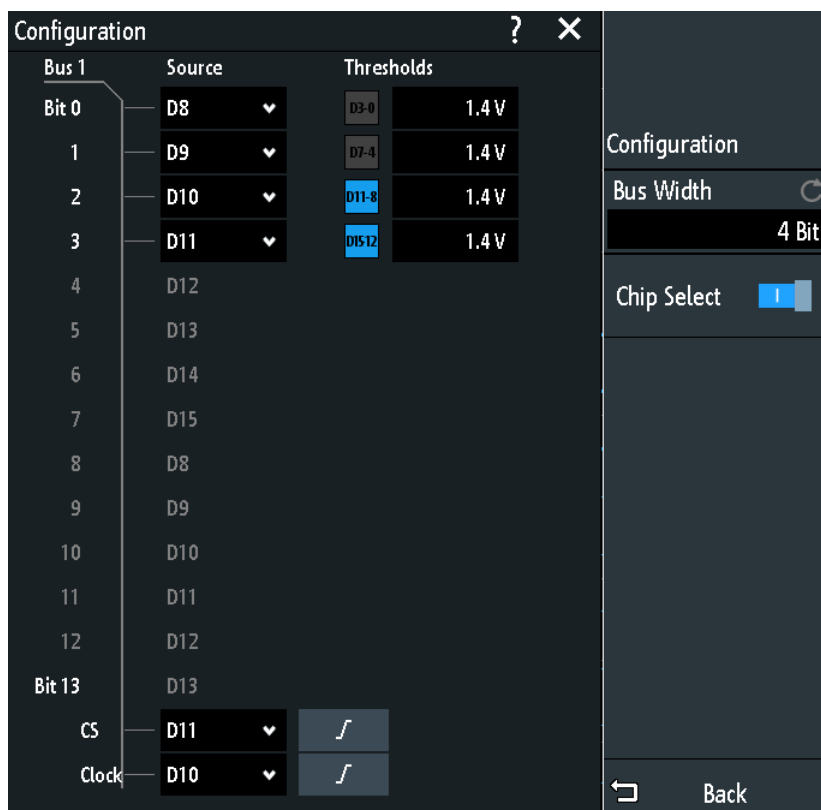 Configuration ? ✕
Bus 1 Source Thresholds
Bit 0 D8 D3-0 1.4 V
1 D9 D7-4 1.4 V
2 D10 D11-8 1.4 V
3 D11 D1512 1.4 V
4 D12
5 D13
6 D14
7 D15
8 D8
9 D9
10 D10
11 D11
12 D12
Bit 13 D13
CS D11
Clock D10
Configuration
Bus Width
4 Bit
Chip Select I
Back